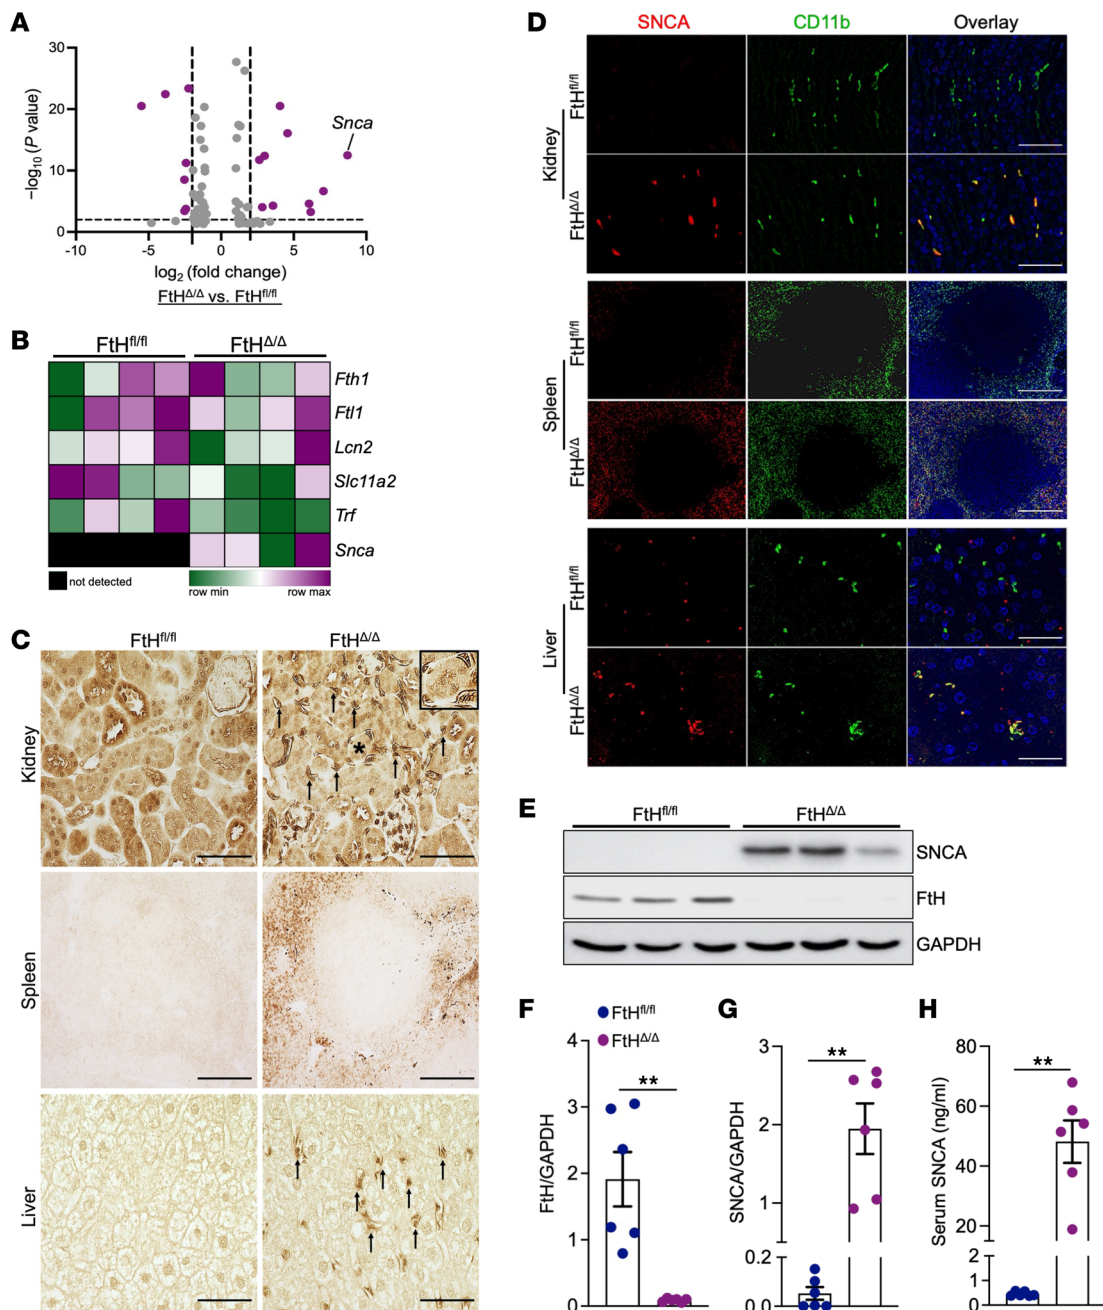 A
30
20
10
0
-10
-5
0
5
10
−log10 (P value)
Snca
log2 (fold change)
FtHΔ/Δ vs. FtHfl/fl
B
FtHfl/fl
FtHΔ/Δ
Fth1
Ftl1
Lcn2
Slc11a2
Trf
Snca
not detected
row min
row max
C
FtHfl/fl
FtHΔ/Δ
Kidney
*
Spleen
Liver
D
SNCA
CD11b
Overlay
Kidney
FtHfl/fl
FtHΔ/Δ
Spleen
FtHfl/fl
FtHΔ/Δ
Liver
FtHfl/fl
FtHΔ/Δ
E
FtHfl/fl
FtHΔ/Δ
SNCA
FtH
GAPDH
F
FtHfl/fl
FtHΔ/Δ
4
3
2
1
0
FtH/GAPDH
**
G
3
2
1
0.2
0.0
SNCA/GAPDH
**
H
80
60
40
20
2
1
0
Serum SNCA (ng/ml)
**